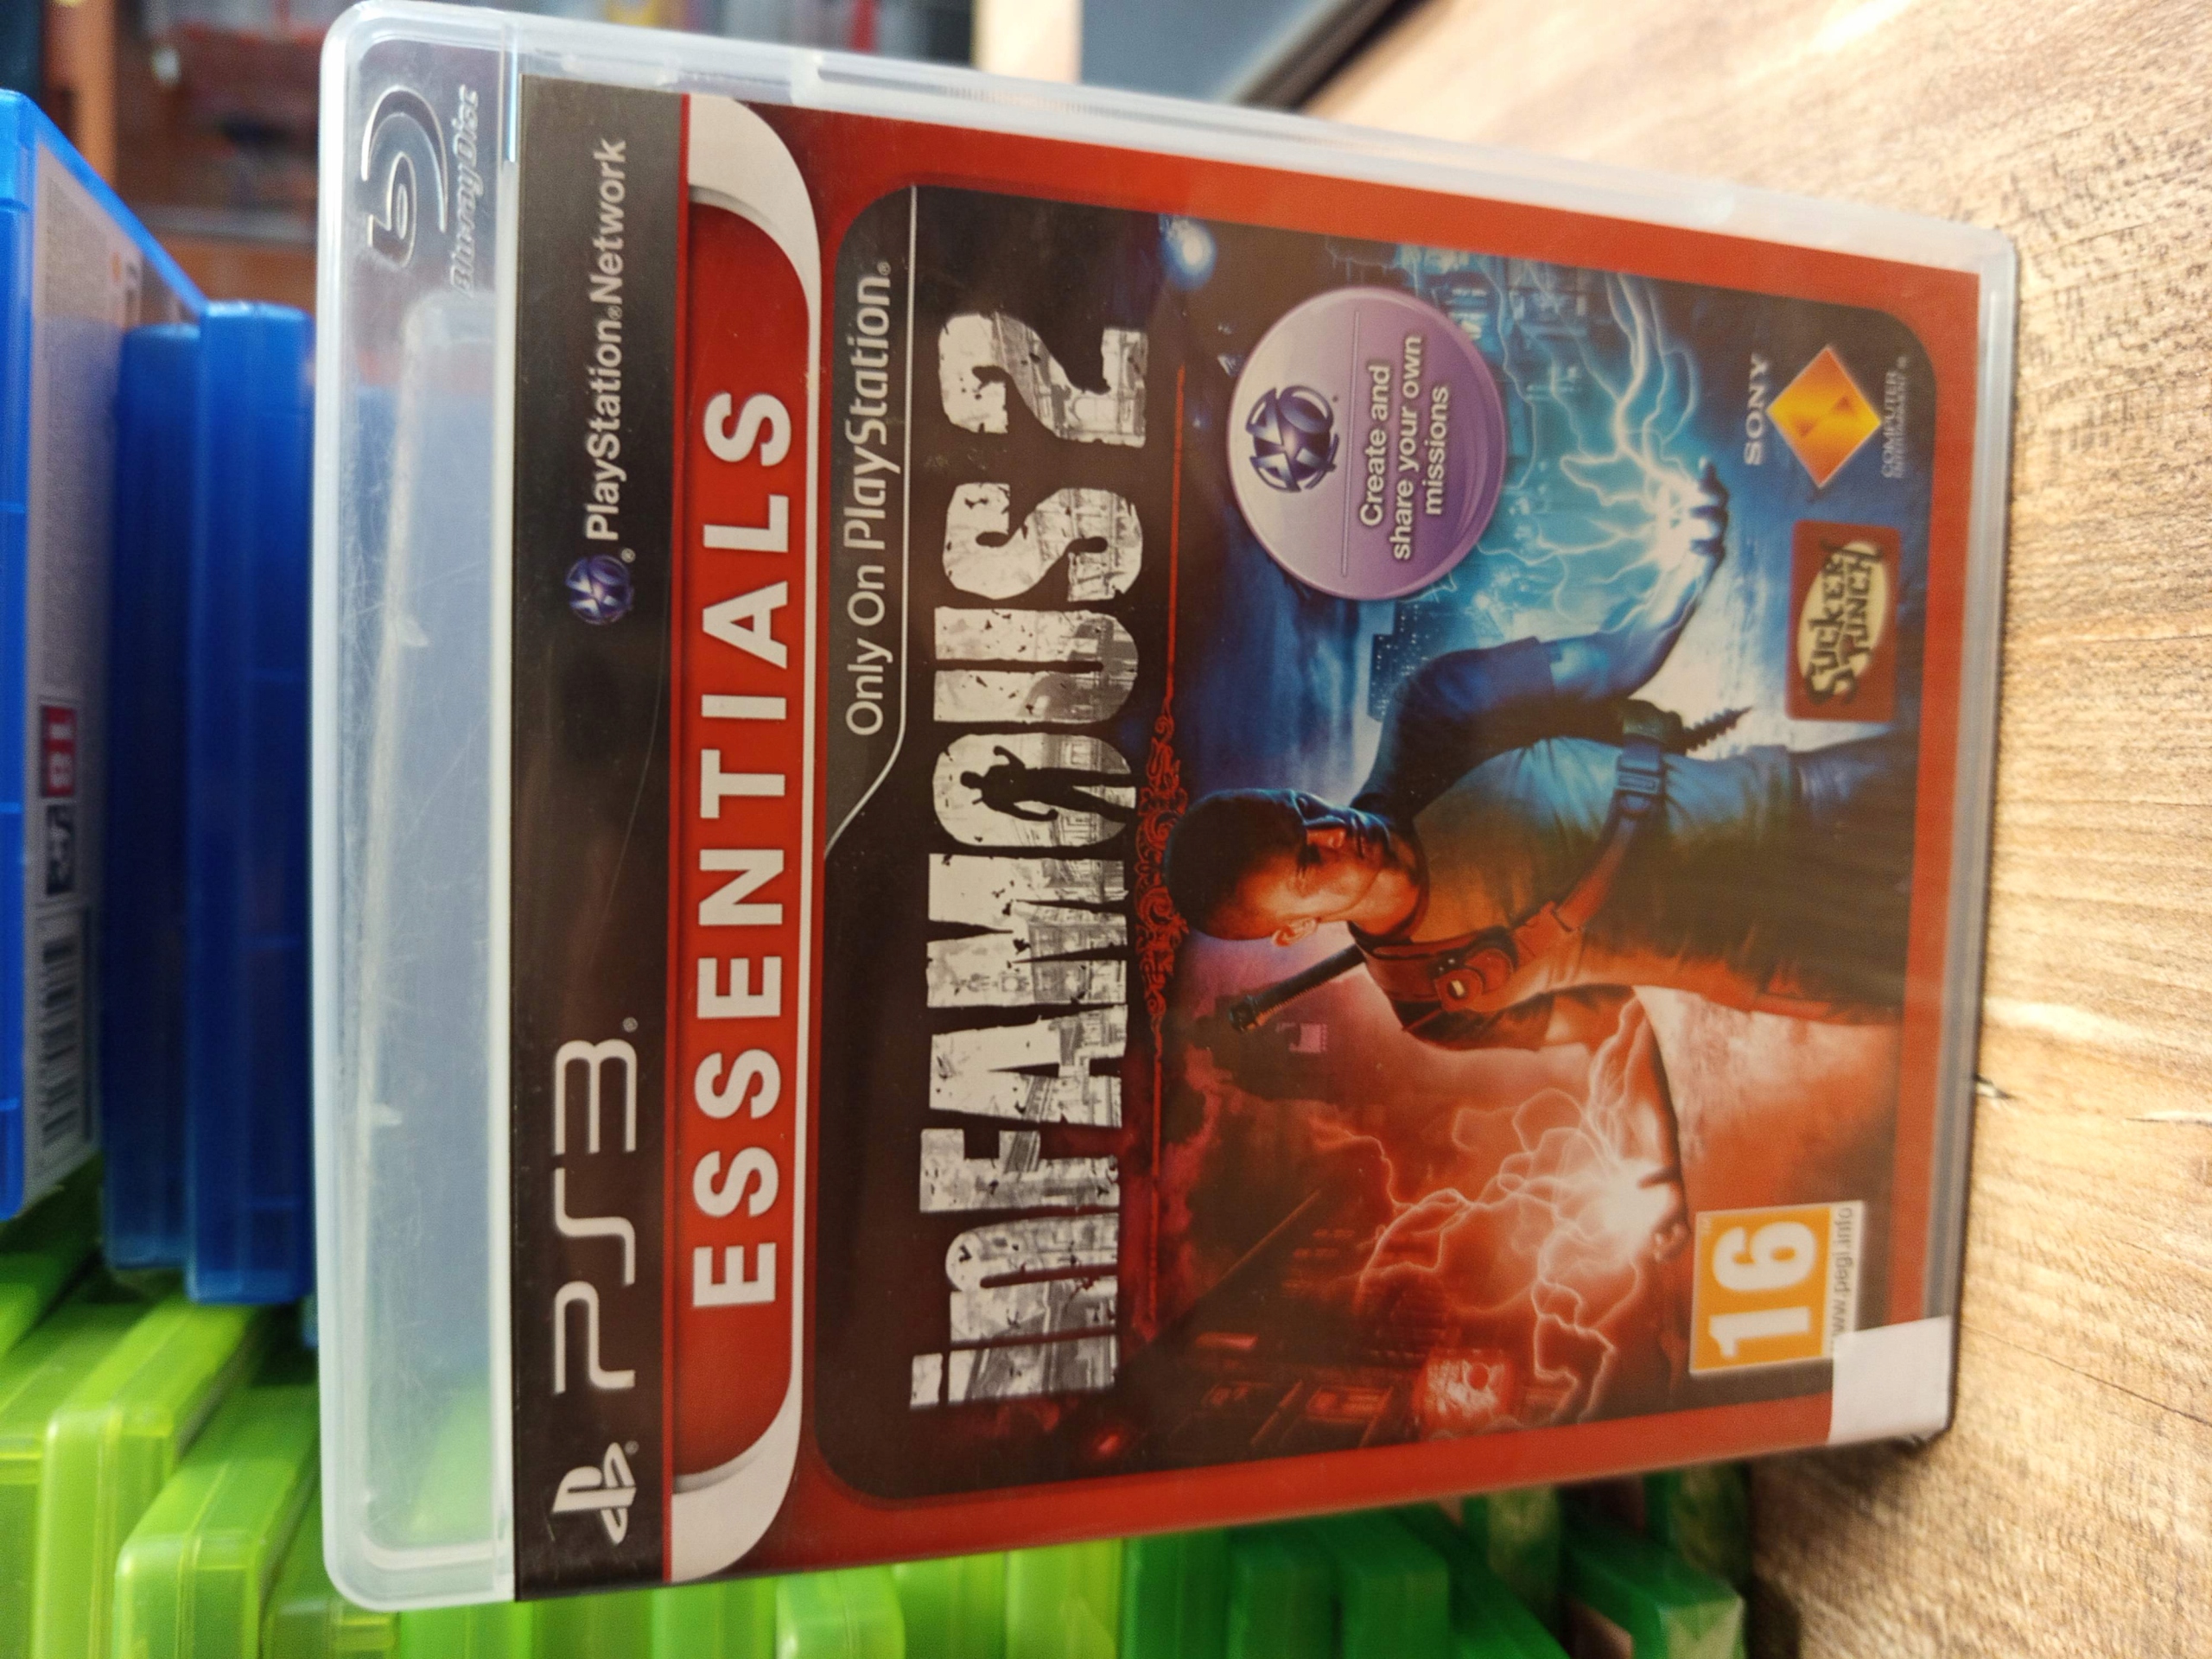 Blu-ray Disc
PS3
PlayStation®Network
ESSENTIALS
Only On PlayStation®
inFAMOUS 2
Create and
share your own
missions
16
www.pegi.info
SUCKER
PUNCH
SONY
COMPUTER
ENTERTAINMENT®
18